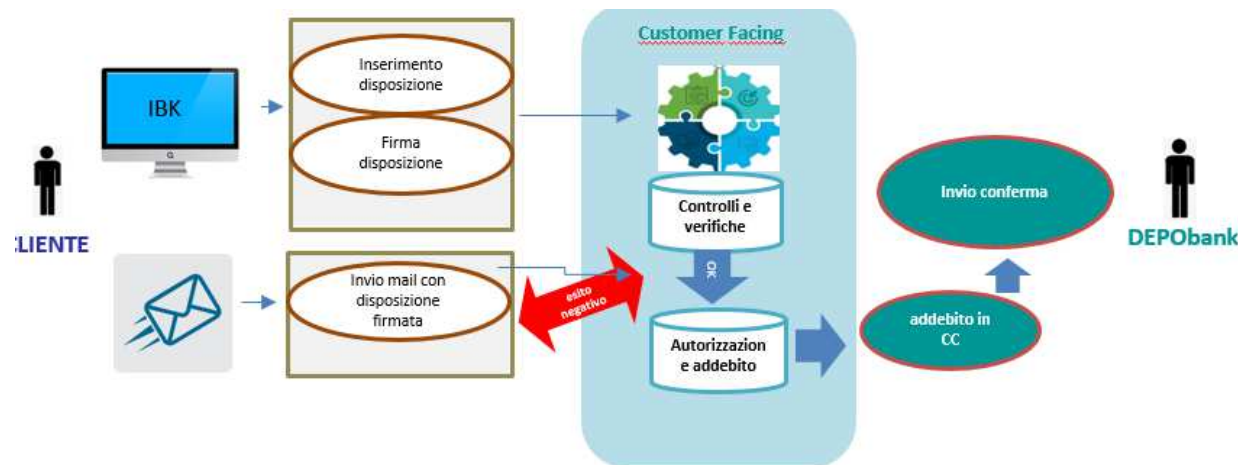 Customer Facing
Inserimento
disposizione
IBK
Firma
disposizione
CLIENTE
Controlli e
verifiche
Invio conferma
DEPObank
OK
Invio mail con
disposizione
firmata
esito
negativo
Autorizzazion
e addebito
addebito in
CC